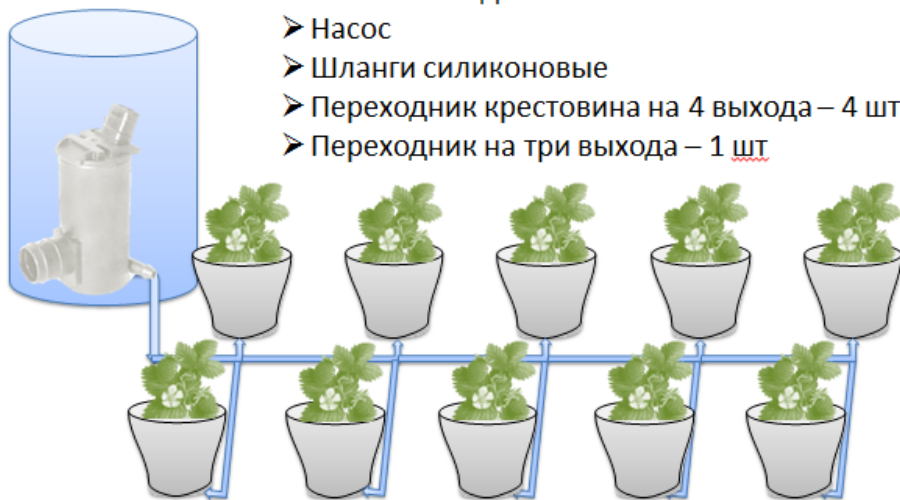 ➢ Насос
➢ Шланги силиконовые
➢ Переходник крестовина на 4 выхода – 4 шт
➢ Переходник на три выхода – 1 шт